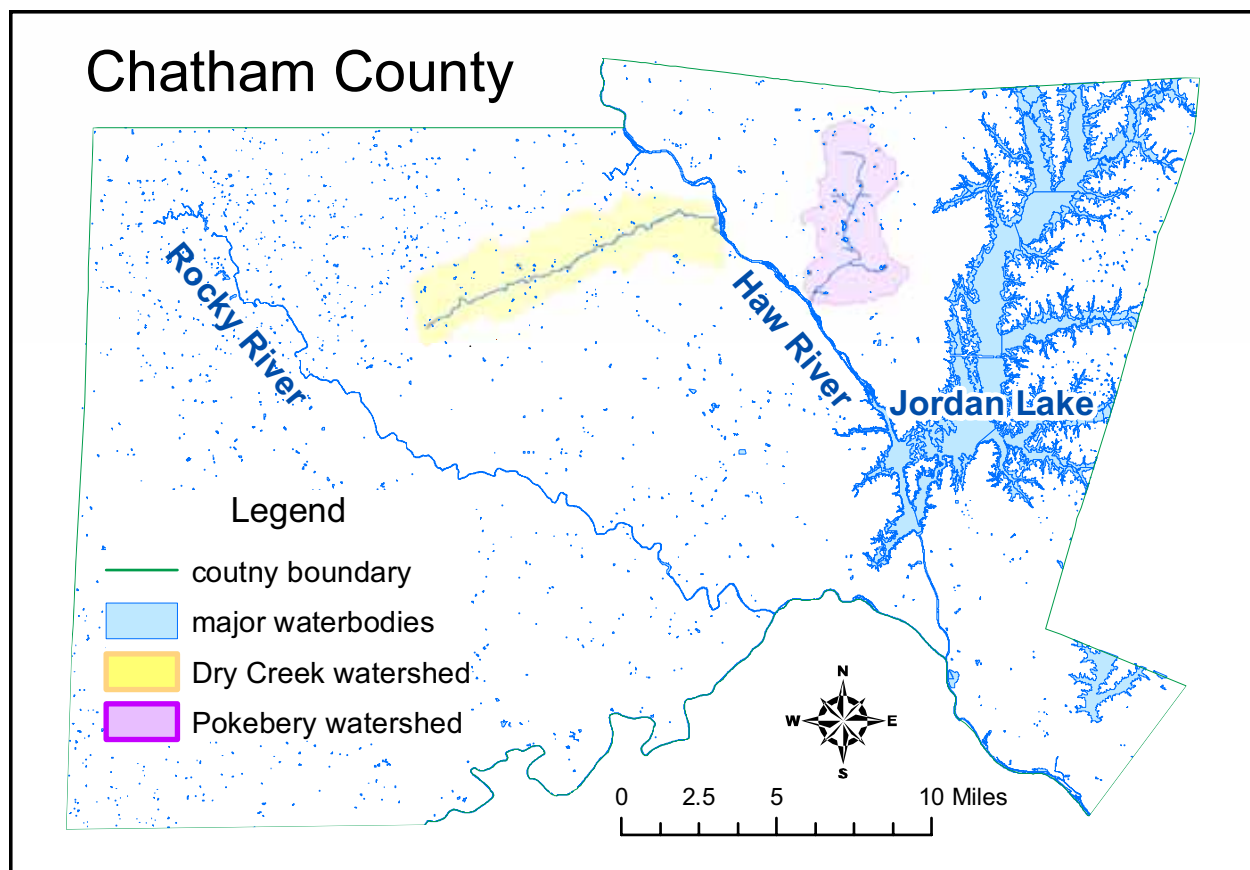 Chatham County
Rocky River
Haw River
Jordan Lake
Legend
coutny boundary
major waterbodies
Dry Creek watershed
Pokebery watershed
N
W E
S
0 2.5 5 10 Miles